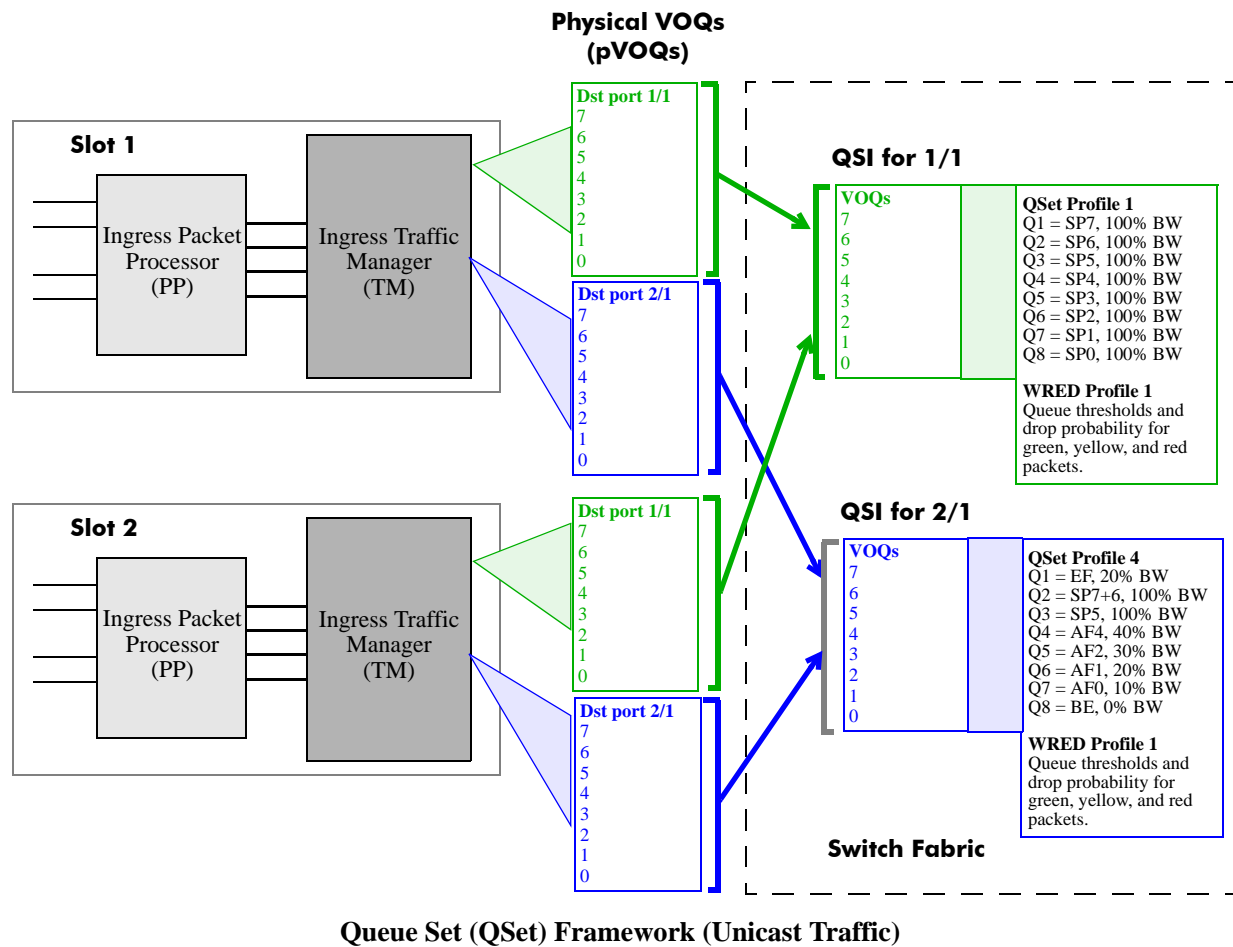 Physical VOQs
(pVOQs)
Slot 1
Ingress Packet
Processor
(PP)
Ingress Traffic
Manager
(TM)
Dst port 1/1
7
6
5
4
3
2
1
0
Dst port 2/1
7
6
5
4
3
2
1
0
Slot 2
Ingress Packet
Processor
(PP)
Ingress Traffic
Manager
(TM)
Dst port 1/1
7
6
5
4
3
2
1
0
Dst port 2/1
7
6
5
4
3
2
1
0
QSI for 1/1
VOQs
7
6
5
4
3
2
1
0
QSet Profile 1
Q1 = SP7, 100% BW
Q2 = SP6, 100% BW
Q3 = SP5, 100% BW
Q4 = SP4, 100% BW
Q5 = SP3, 100% BW
Q6 = SP2, 100% BW
Q7 = SP1, 100% BW
Q8 = SP0, 100% BW
WRED Profile 1
Queue thresholds and
drop probability for
green, yellow, and red
packets.
QSI for 2/1
VOQs
7
6
5
4
3
2
1
0
QSet Profile 4
Q1 = EF, 20% BW
Q2 = SP7+6, 100% BW
Q3 = SP5, 100% BW
Q4 = AF4, 40% BW
Q5 = AF2, 30% BW
Q6 = AF1, 20% BW
Q7 = AF0, 10% BW
Q8 = BE, 0% BW
WRED Profile 1
Queue thresholds and
drop probability for
green, yellow, and red
packets.
Switch Fabric
Queue Set (QSet) Framework (Unicast Traffic)